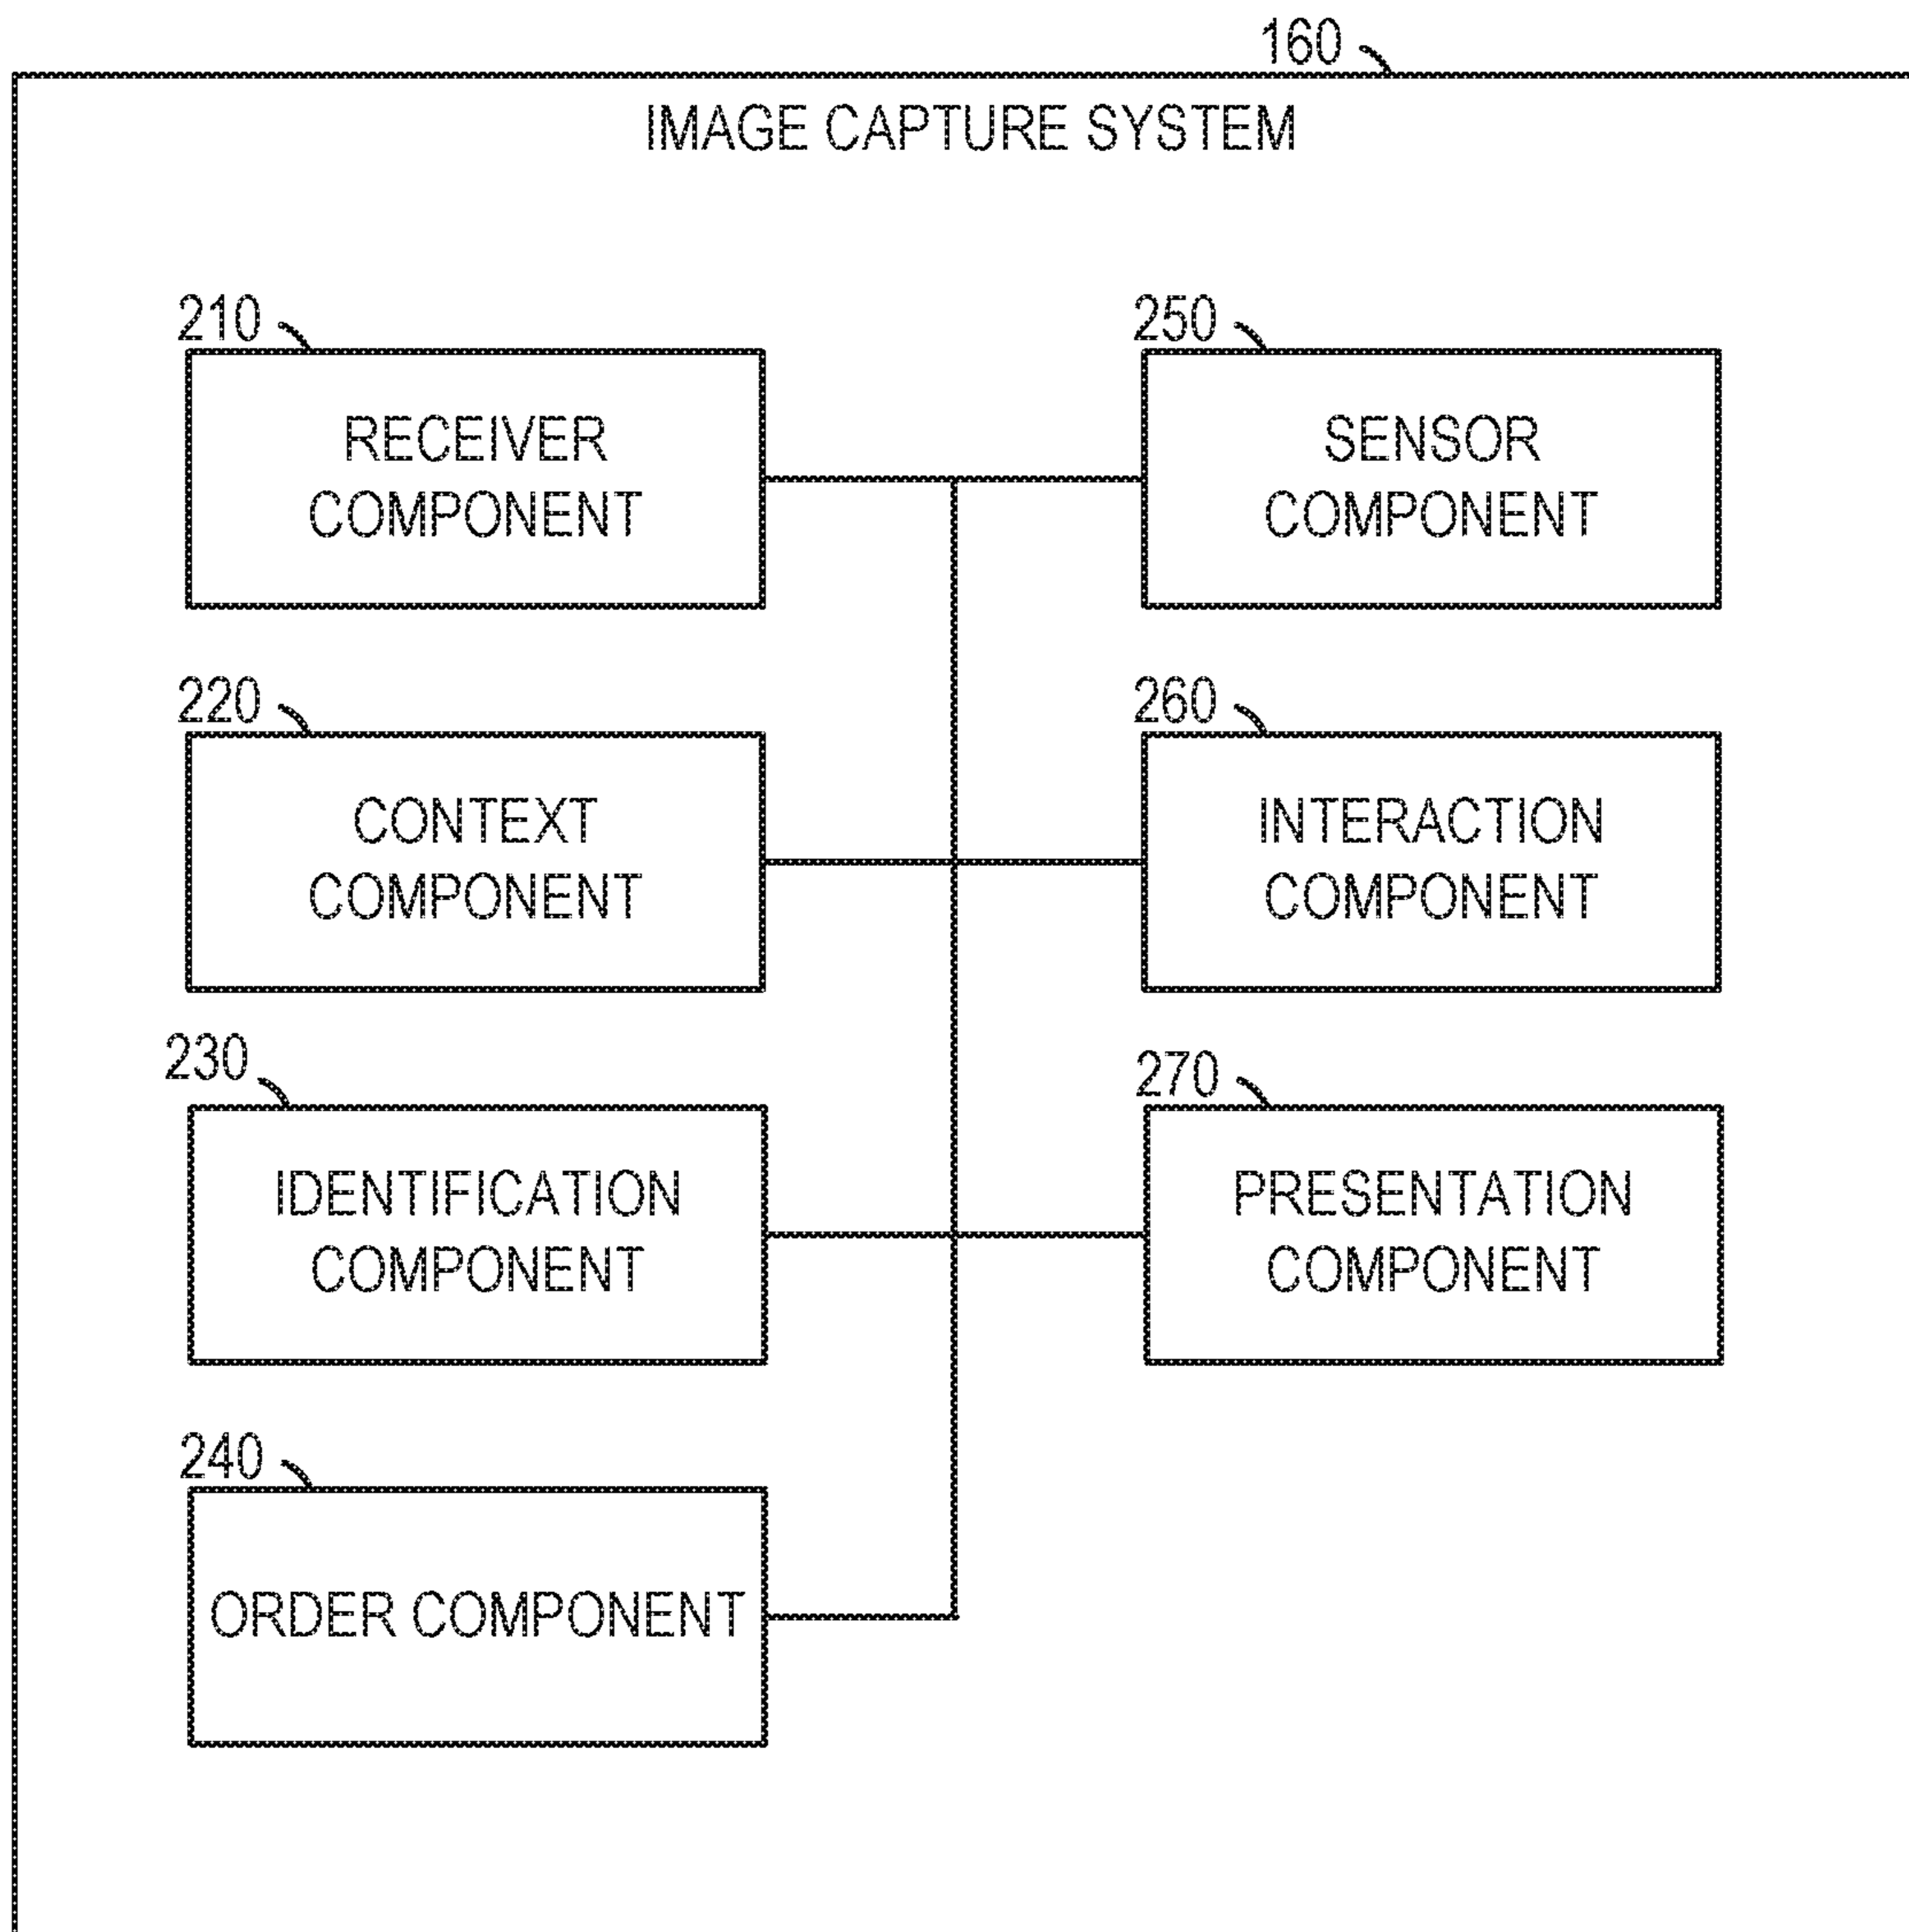 160
IMAGE CAPTURE SYSTEM
210
RECEIVER
COMPONENT
250
SENSOR
COMPONENT
220
CONTEXT
COMPONENT
260
INTERACTION
COMPONENT
230
IDENTIFICATION
COMPONENT
270
PRESENTATION
COMPONENT
240
ORDER COMPONENT